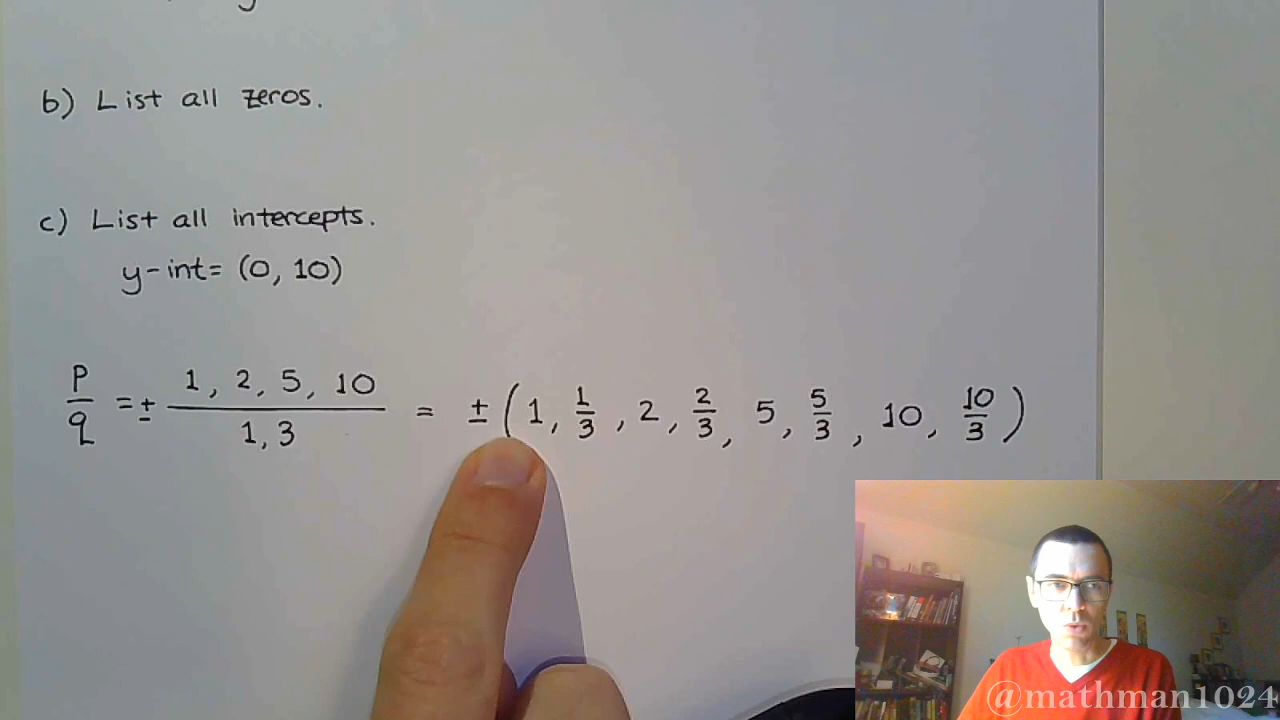 b) List all zeros.
c) List all intercepts.
y-int= (0, 10)
p/q = ± 1, 2, 5, 10 / 1, 3 = ± (1, 1/3, 2, 2/3, 5, 5/3, 10, 10/3)
@mathman1024